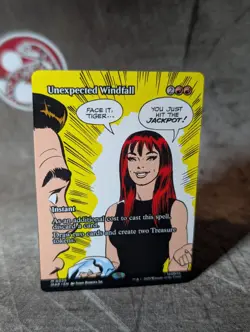 Unexpected Windfall
FACE IT,
TIGER...
YOU JUST
HIT THE
JACKPOT!
Instant
As an additional cost to cast this spell,
discard a card.
Draw two cards and create two Treasure
tokens.